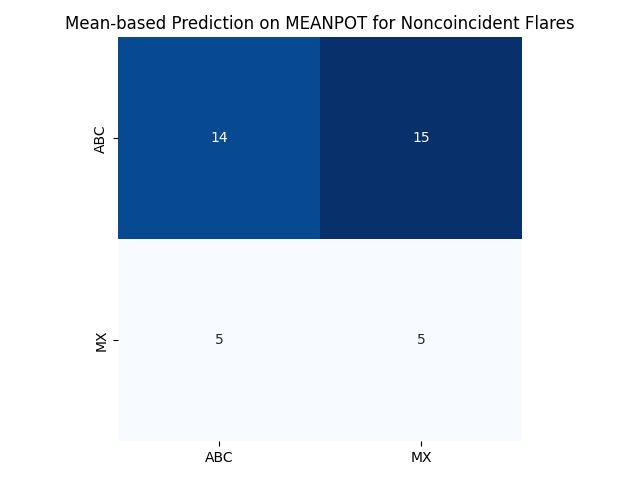 Mean-based Prediction on MEANPOT for Noncoincident Flares
ABC
14
15
MX
5
5
ABC
MX